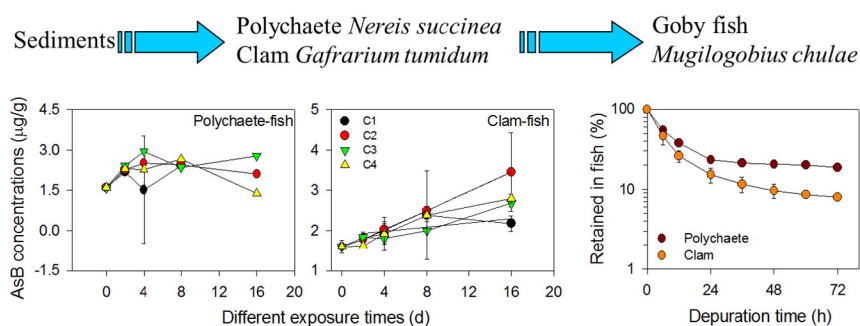 Sediments
Polychaete Nereis succinea
Clam Gafrarium tumidum
Goby fish
Mugilogobius chulae
AsB concentrations (µg/g)
4.5
3.0
1.5
0.0
-1.5
Polychaete-fish
0 4 8 12 16 20
5
4
3
2
1
C1
C2
C3
C4
Clam-fish
0 4 8 12 16 20
Different exposure times (d)
Retained in fish (%)
100
10
1
Polychaete
Clam
0 24 48 72
Depuration time (h)